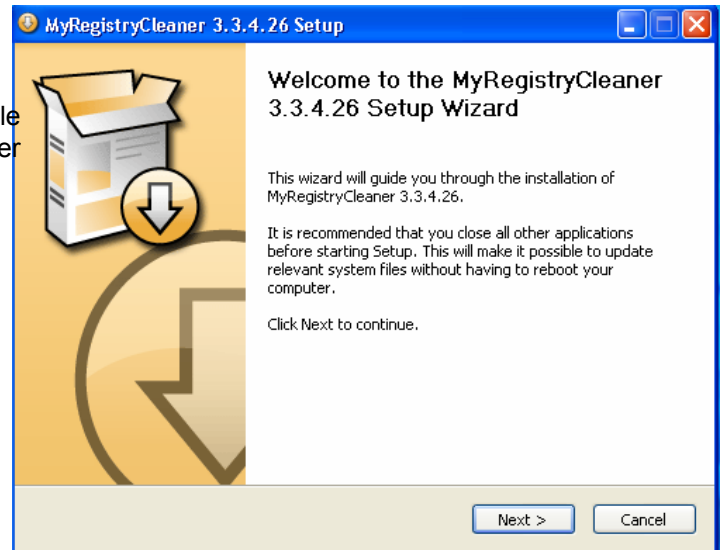 MyRegistryCleaner 3.3.4.26 Setup
Welcome to the MyRegistryCleaner
3.3.4.26 Setup Wizard
le
er
This wizard will guide you through the installation of
MyRegistryCleaner 3.3.4.26.
It is recommended that you close all other applications
before starting Setup. This will make it possible to update
relevant system files without having to reboot your
computer.
Click Next to continue.
Next >
Cancel